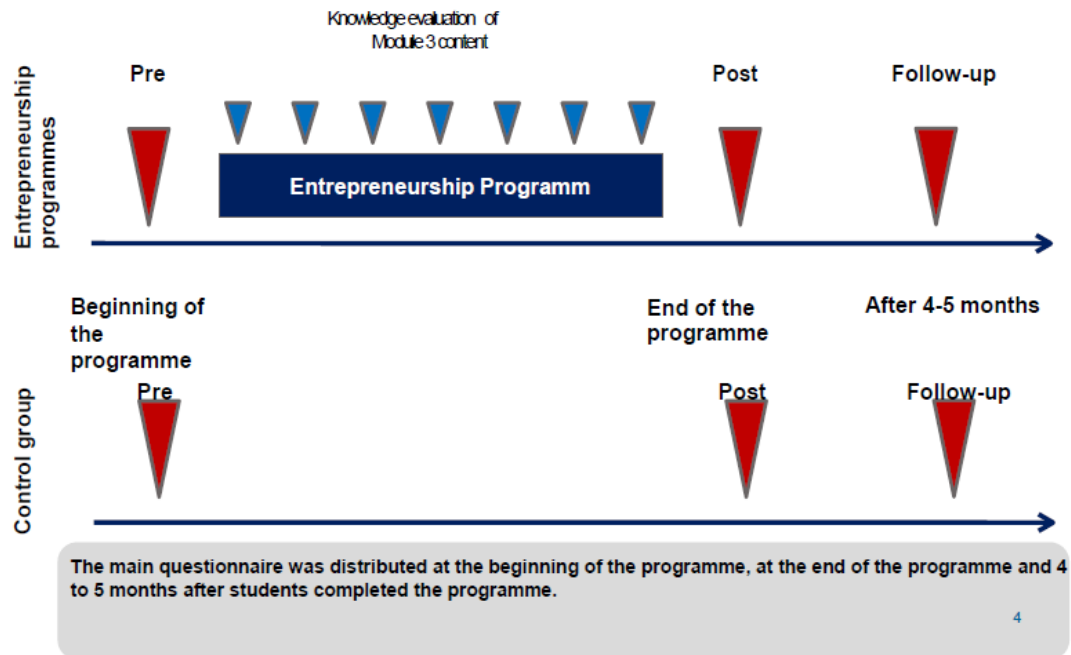 Knowledge evaluation of
Module 3 content
Entrepreneurship
programmes
Pre
Post
Follow-up
Entrepreneurship Programm
Beginning of
the
programme
End of the
programme
After 4-5 months
Control group
Pre
Post
Follow-up
The main questionnaire was distributed at the beginning of the programme, at the end of the programme and 4
to 5 months after students completed the programme.
4